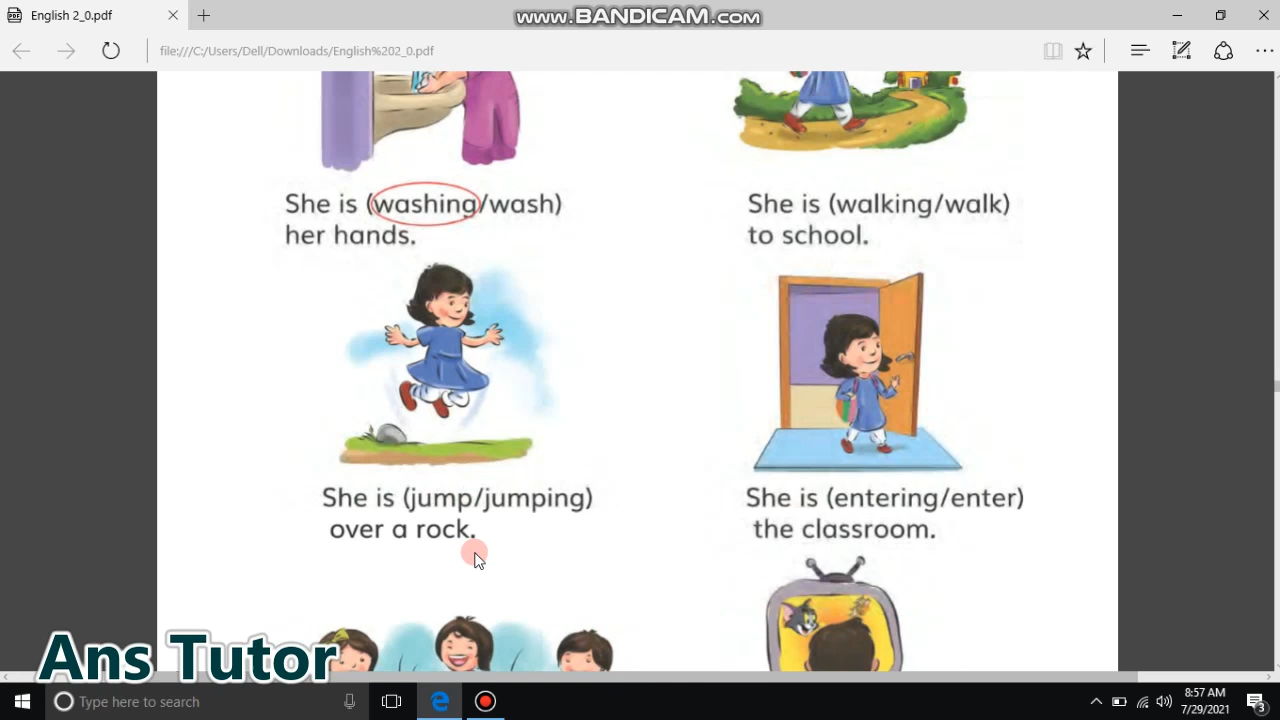 English 2_0.pdf
www.BANDICAM.com
file:///C:/Users/Dell/Downloads/English%202_0.pdf
She is (washing/wash)
her hands.
She is (walking/walk)
to school.
She is (jump/jumping)
over a rock.
She is (entering/enter)
the classroom.
Ans Tutor
Type here to search
8:57 AM
7/29/2021
3